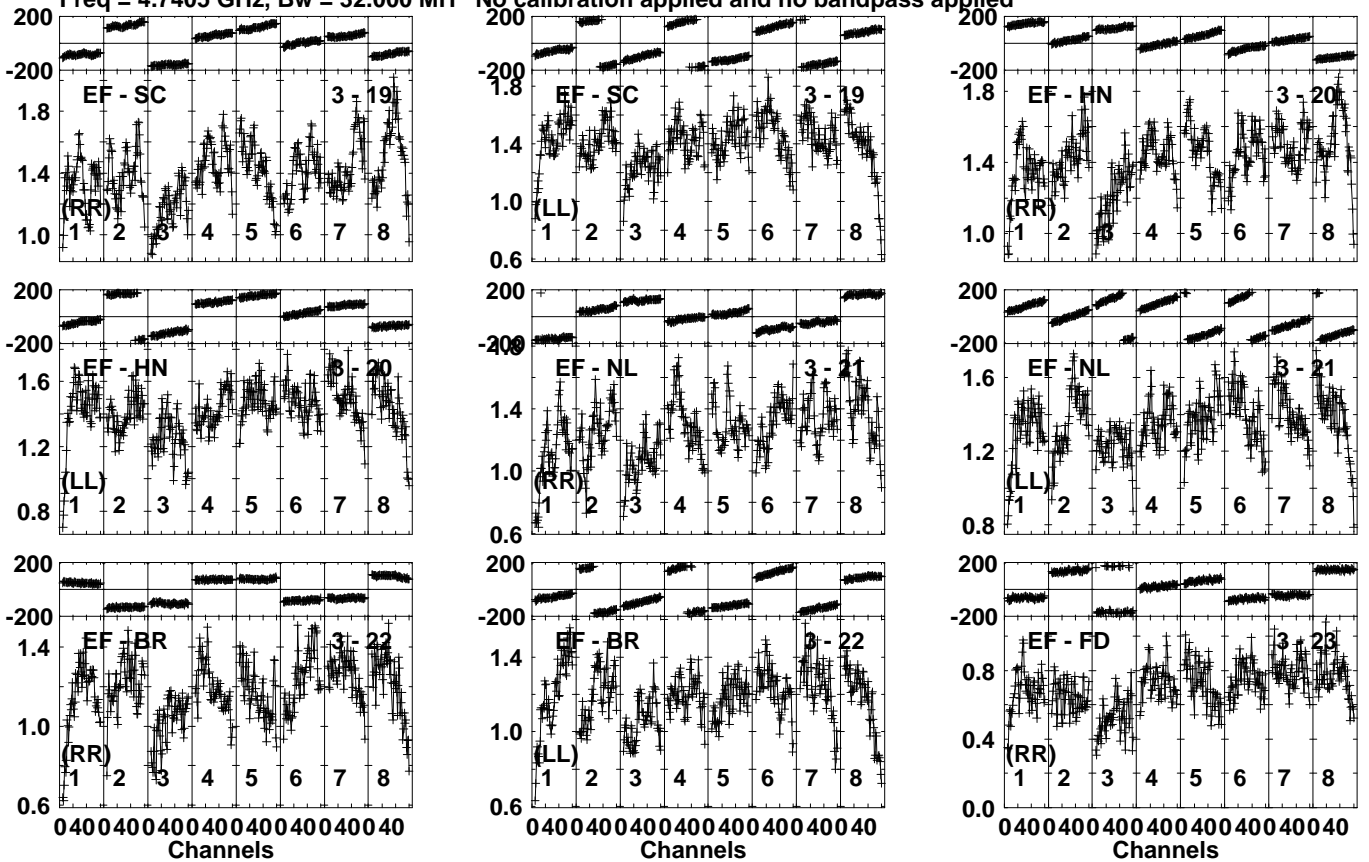 Freq = 4.7405 GHz, Bw = 32.000 MH No calibration applied and no bandpass applied
200 200 200
-200 -200 -200
EF - SC 3 - 19 EF - SC 3 - 19 EF - HN 3 - 20
1.8 1.8 1.8
1.4 1.4 1.4
1.0 1.0 1.0
0.6
(RR) (LL) (RR)
1 2 3 4 5 6 7 8 1 2 3 4 5 6 7 8 1 2 3 4 5 6 7 8
200 200 200
-200 -200 -200
EF - HN 3 - 20 EF - NL 3 - 21 EF - NL 3 - 21
1.6 1.8 1.6
1.2 1.4 1.2
0.8 1.0 0.8
0.6
(LL) (RR) (LL)
1 2 3 4 5 6 7 8 1 2 3 4 5 6 7 8 1 2 3 4 5 6 7 8
200 200 200
-200 -200 -200
EF - BR 3 - 22 EF - BR 3 - 22 EF - FD 3 - 23
1.4 1.4 0.8
1.0 1.0 0.4
0.6 0.6 0.0
(RR) (LL) (RR)
1 2 3 4 5 6 7 8 1 2 3 4 5 6 7 8 1 2 3 4 5 6 7 8
0 40 0 40 0 40 0 40 0 40 0 40 0 40 0 40 0 40 0 40 0 40 0 40 0 40 0 40 0 40 0 40 0 40 0 40 0 40 0 40 0 40 0 40 0 40 0 40
Channels Channels Channels